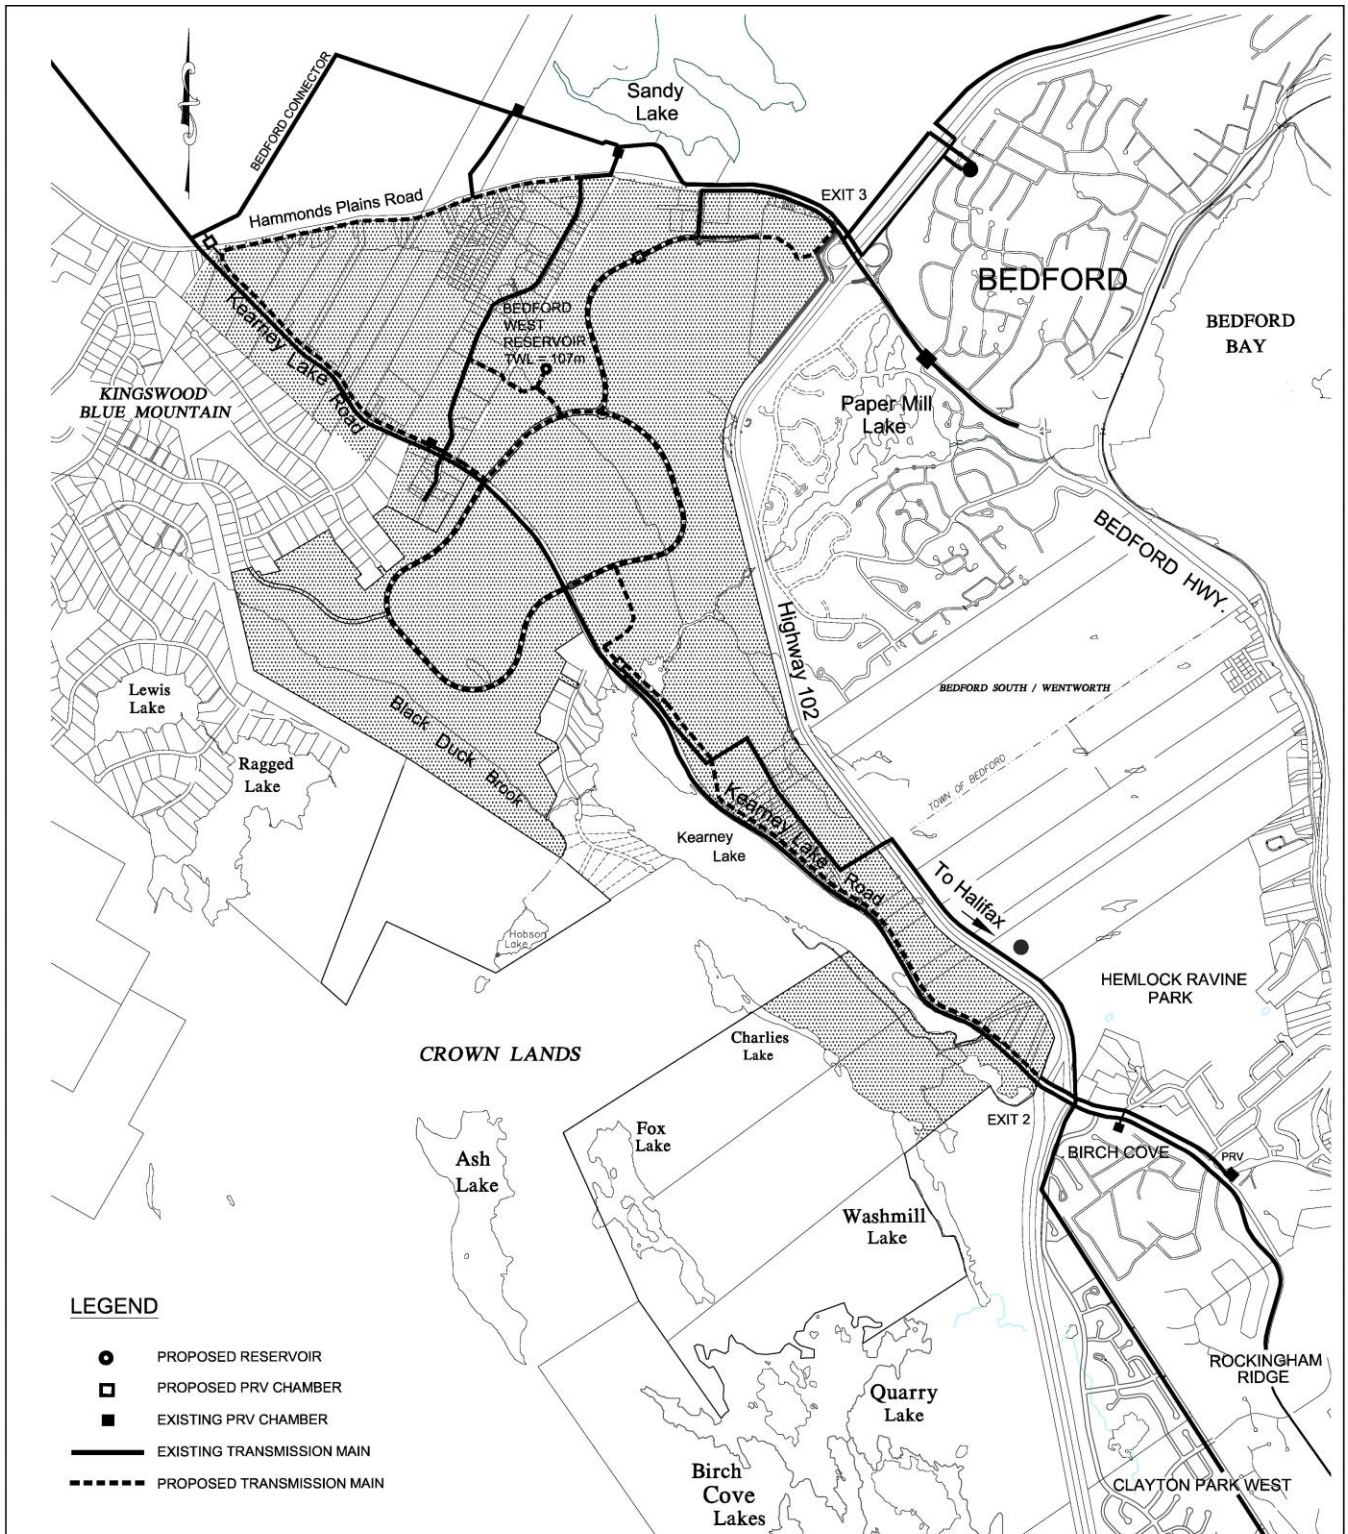 Sandy
Lake
BEDFORD CONNECTOR
EXIT 3
Hammonds Plains Road
BEDFORD
BEDFORD
BAY
BEDFORD
WEST
RESERVOIR
TWL = 107m
Kearney Lake Road
KINGSWOOD
BLUE MOUNTAIN
Paper Mill
Lake
BEDFORD HWY.
Highway 102
BEDFORD SOUTH / WENTWORTH
Lewis
Lake
Ragged
Lake
Black Duck Brook
TOWN OF BEDFORD
Kearney Lake Road
Kearney
Lake
To Halifax
Hobson
Lake
HEMLOCK RAVINE
PARK
CROWN LANDS
Charlies
Lake
EXIT 2
Fox
Lake
Ash
Lake
BIRCH COVE
PRV
Washmill
Lake
ROCKINGHAM
RIDGE
Quarry
Lake
Birch
Cove
Lakes
CLAYTON PARK WEST
LEGEND
PROPOSED RESERVOIR
PROPOSED PRV CHAMBER
EXISTING PRV CHAMBER
EXISTING TRANSMISSION MAIN
PROPOSED TRANSMISSION MAIN